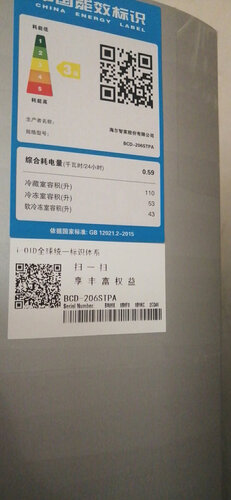 中国能效标识
CHINA ENERGY LABEL
耗能低
1
2
3
4
5
3级
耗能高
生产者名称
海尔智家股份有限公司
规格型号
BCD-206STPA
综合耗电量(千瓦时/24小时)
0.59
冷藏室容积(升)
110
冷冻室容积(升)
53
软冷冻室容积(升)
43
依据国家标准: GB 12021.2-2015
OID全球统一标识体系
扫一扫
享丰富权益
BCD-206STPA
Serial Number: